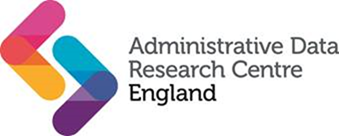 Administrative Data
Research Centre
England